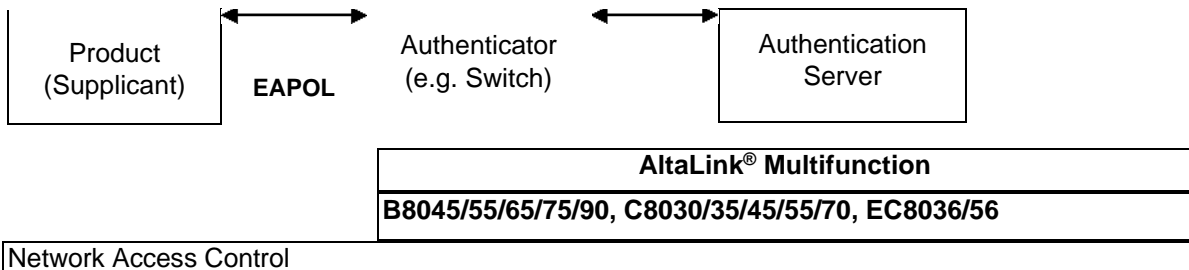 Product
(Supplicant)
EAPOL
Authenticator
(e.g. Switch)
Authentication
Server
AltaLink® Multifunction
B8045/55/65/75/90, C8030/35/45/55/70, EC8036/56
Network Access Control